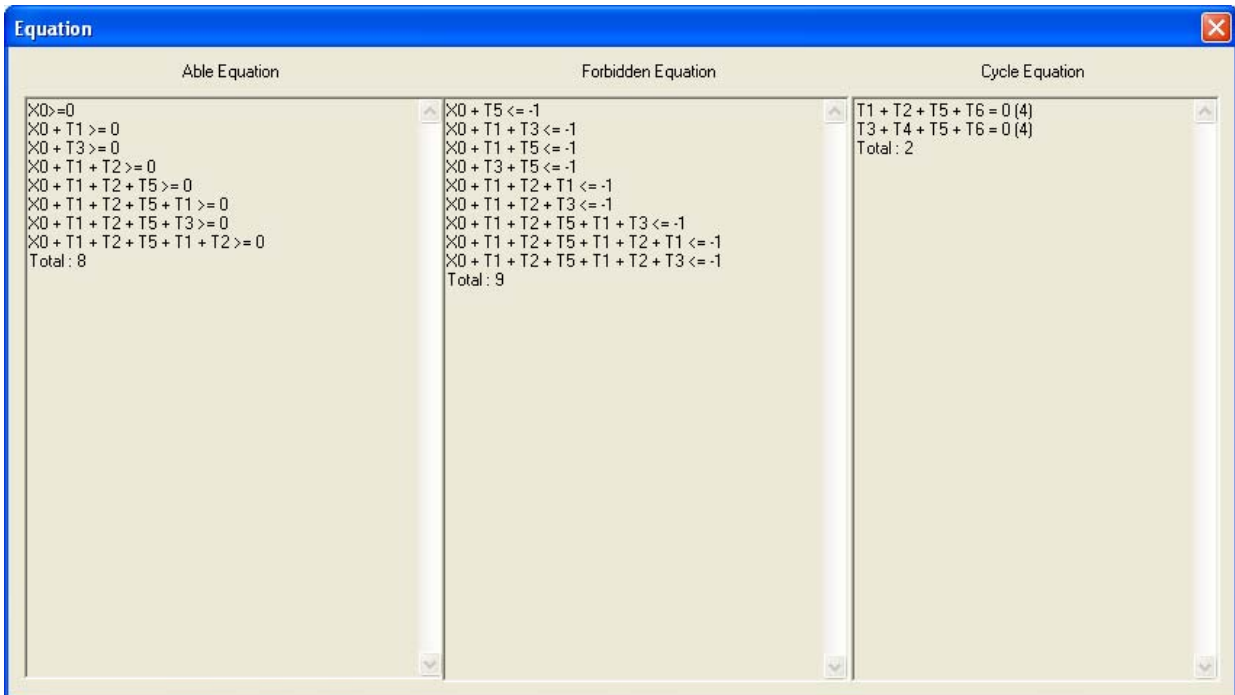 Equation
Able Equation
X0>=0
X0 + T1 >= 0
X0 + T3 >= 0
X0 + T1 + T2 >= 0
X0 + T1 + T2 + T5 >= 0
X0 + T1 + T2 + T5 + T1 >= 0
X0 + T1 + T2 + T5 + T3 >= 0
X0 + T1 + T2 + T5 + T1 + T2 >= 0
Total : 8
Forbidden Equation
X0 + T5 <= -1
X0 + T1 + T3 <= -1
X0 + T1 + T5 <= -1
X0 + T3 + T5 <= -1
X0 + T1 + T2 + T1 <= -1
X0 + T1 + T2 + T3 <= -1
X0 + T1 + T2 + T5 + T1 + T3 <= -1
X0 + T1 + T2 + T5 + T1 + T2 + T1 <= -1
X0 + T1 + T2 + T5 + T1 + T2 + T3 <= -1
Total : 9
Cycle Equation
T1 + T2 + T5 + T6 = 0 (4)
T3 + T4 + T5 + T6 = 0 (4)
Total : 2